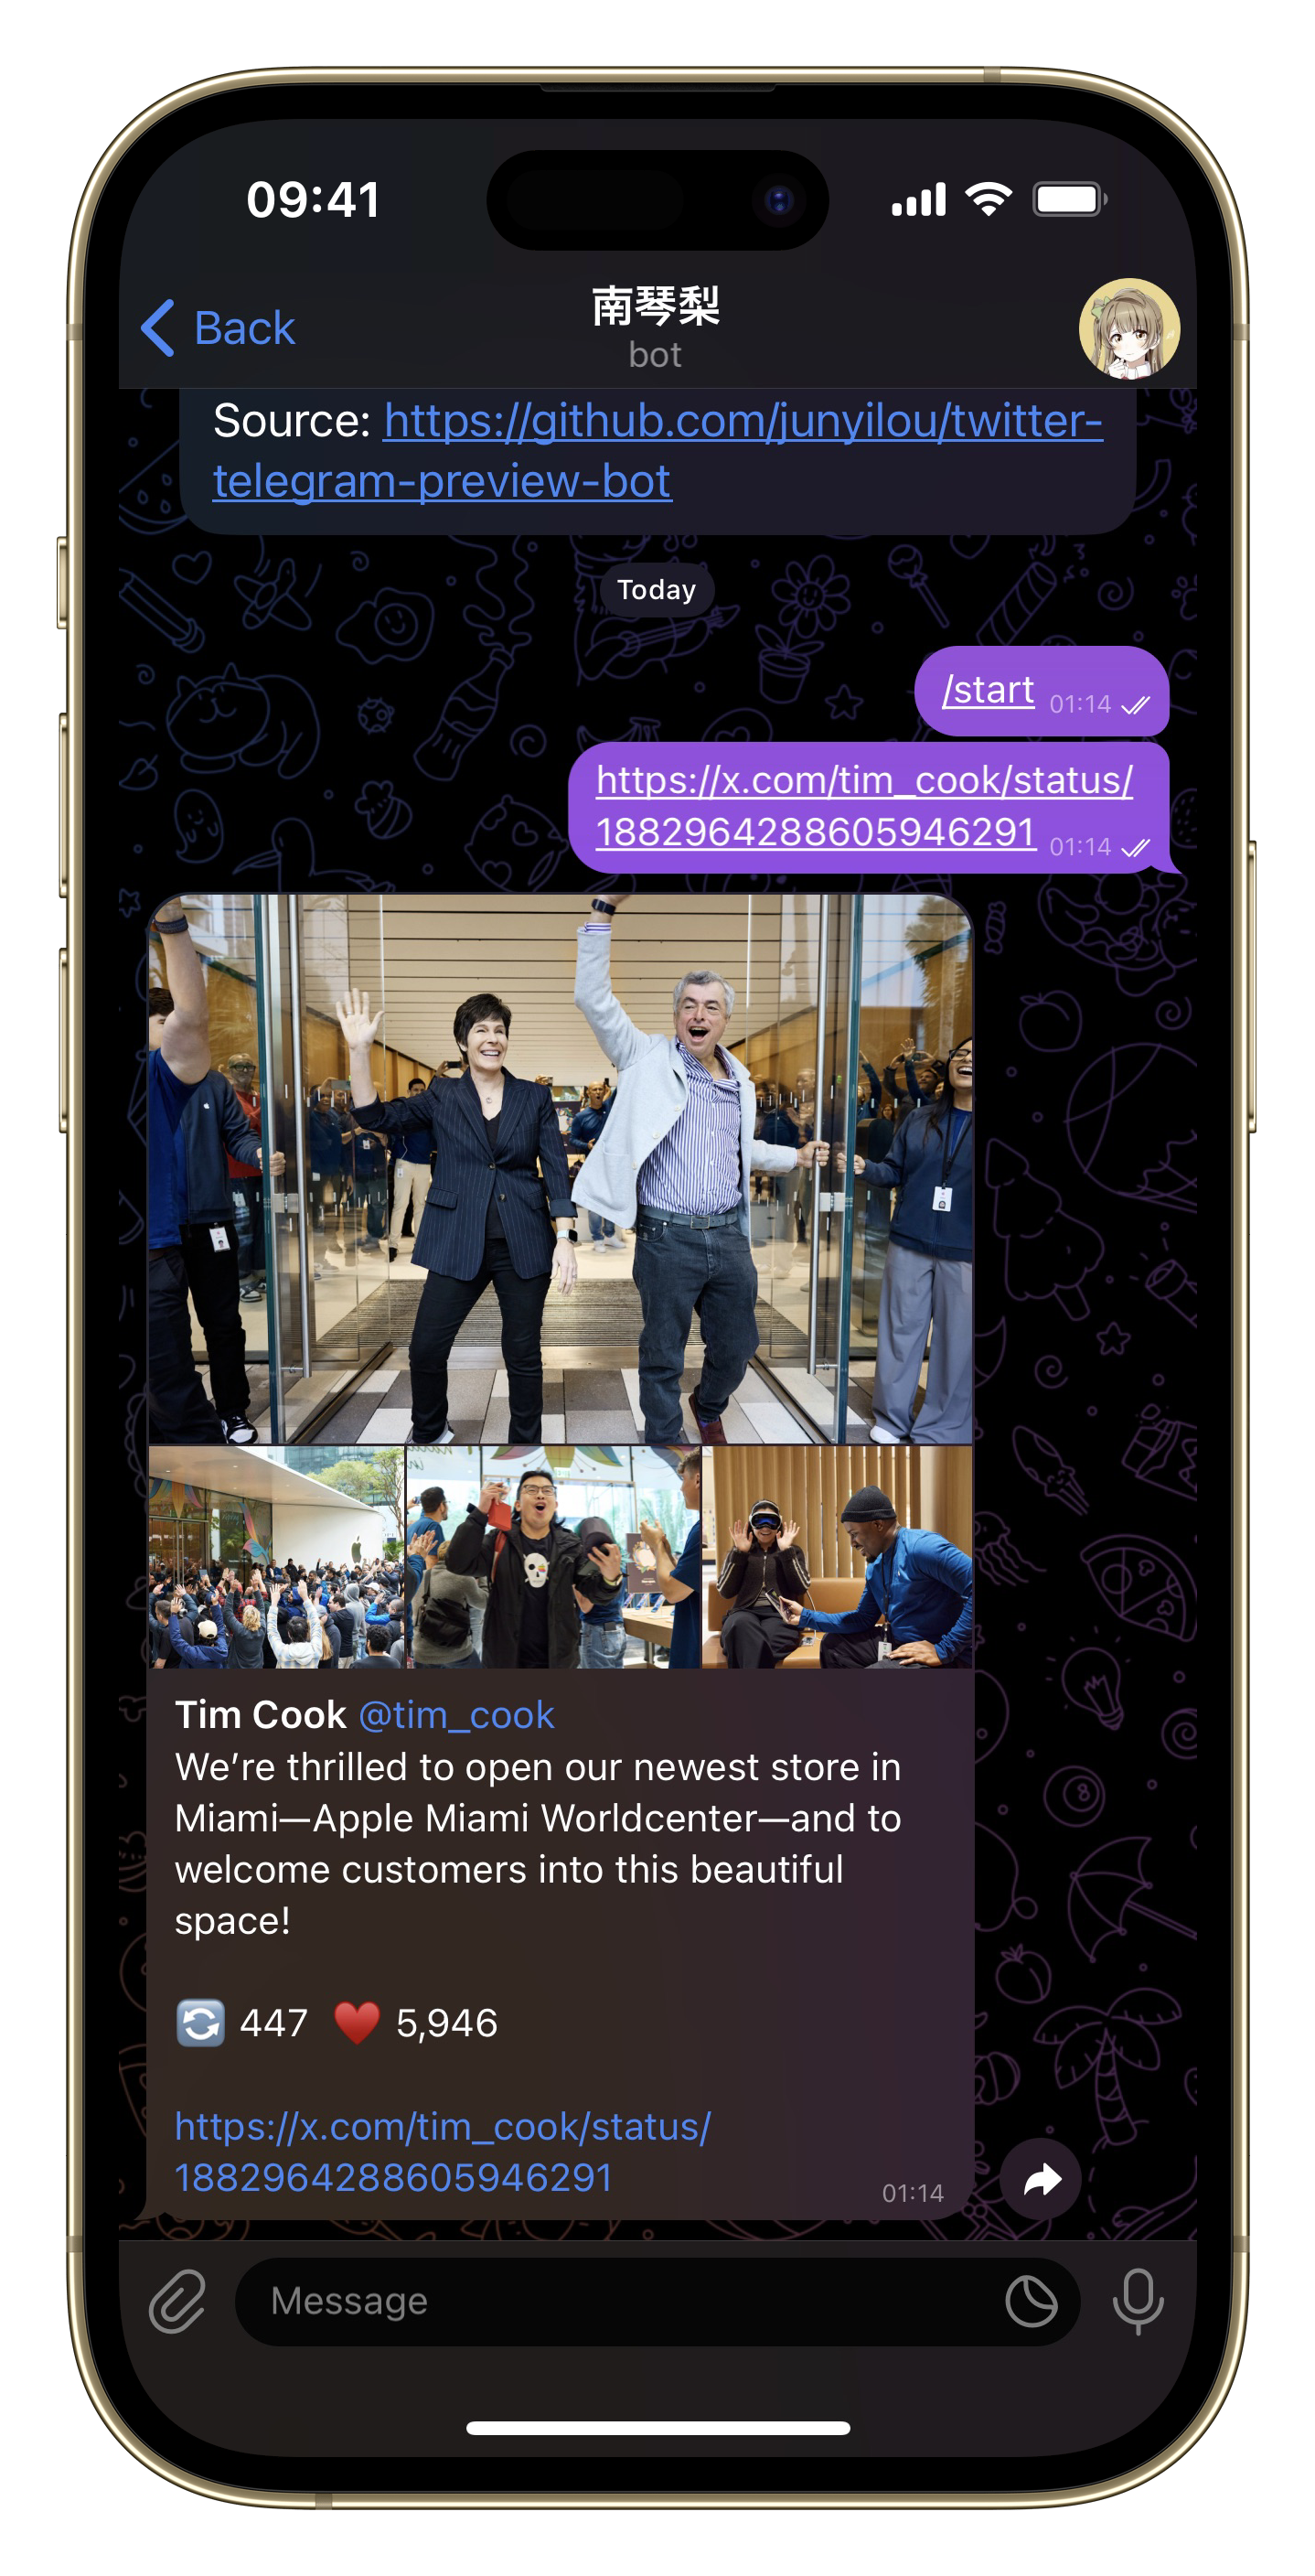 09:41
Back
南琴梨
bot
Source: https://github.com/junyilou/twitter-
telegram-preview-bot
Today
/start 01:14
https://x.com/tim_cook/status/
1882964288605946291 01:14
Tim Cook @tim_cook
We’re thrilled to open our newest store in
Miami—Apple Miami Worldcenter—and to
welcome customers into this beautiful
space!
🔄 447 ♥️ 5,946
https://x.com/tim_cook/status/
1882964288605946291
01:14
Message